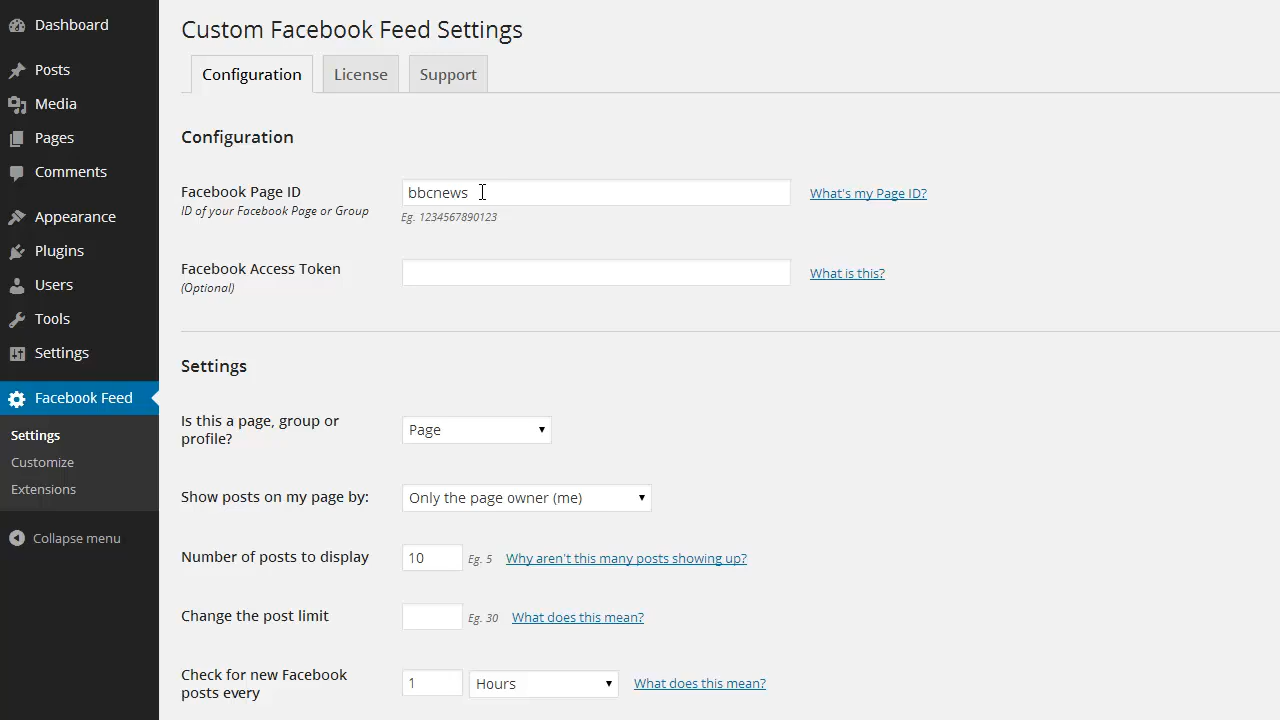 Dashboard
Posts
Media
Pages
Comments
Appearance
Plugins
Users
Tools
Settings
Facebook Feed
Settings
Customize
Extensions
Collapse menu
Custom Facebook Feed Settings
Configuration License Support
Configuration
Facebook Page ID bbcnews What's my Page ID?
ID of your Facebook Page or Group Eg. 1234567890123
Facebook Access Token What is this?
(Optional)
Settings
Is this a page, group or
profile? Page
Show posts on my page by: Only the page owner (me)
Number of posts to display 10 Eg. 5 Why aren't this many posts showing up?
Change the post limit Eg. 30 What does this mean?
Check for new Facebook
posts every 1 Hours What does this mean?